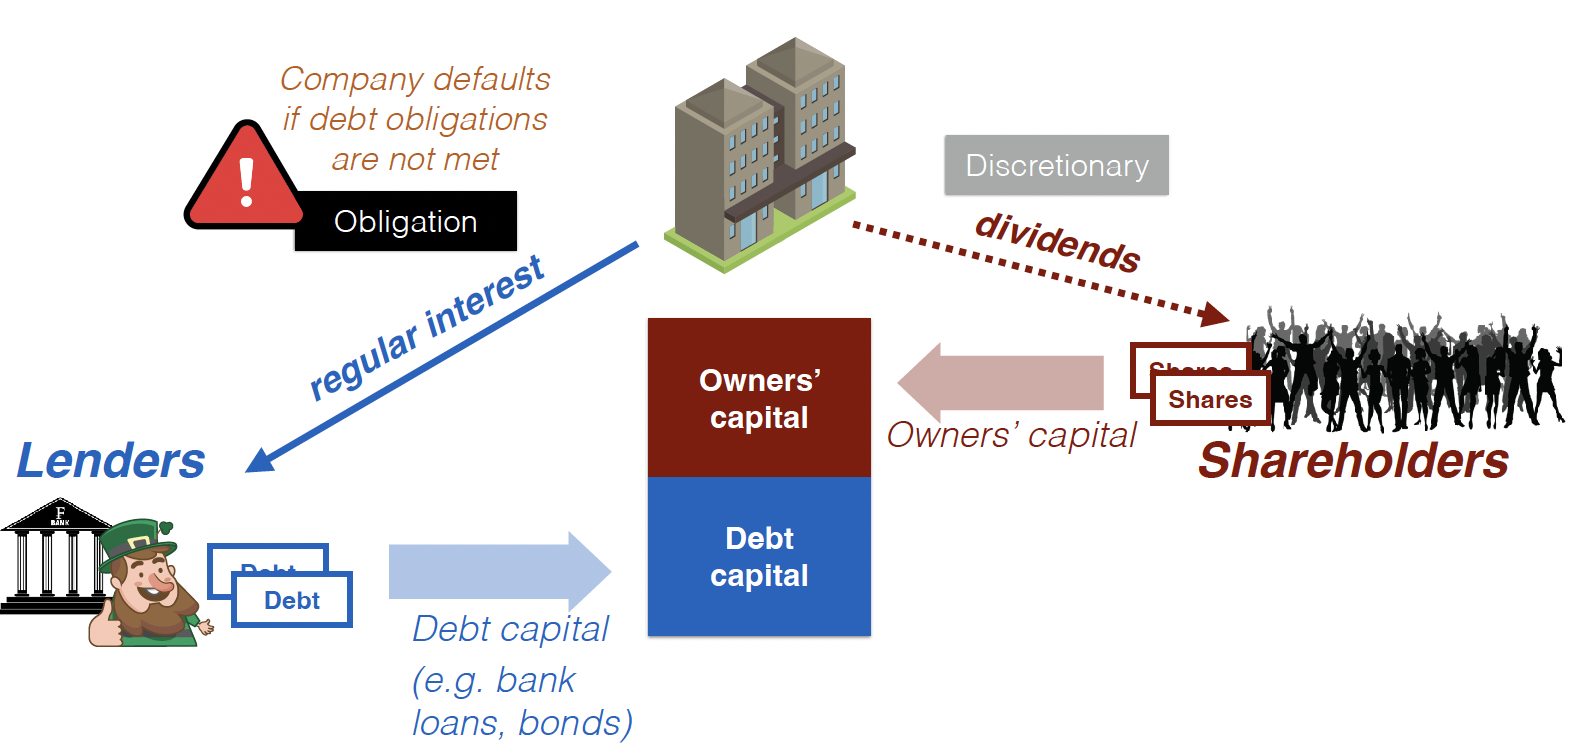 Company defaults
if debt obligations
are not met
Obligation
Discretionary
dividends
regular interest
Owners’
capital
Shares
Shares
Owners’ capital
Shareholders
Lenders
F
BANK
Debt
Debt
Debt
capital
Debt capital
(e.g. bank
loans, bonds)